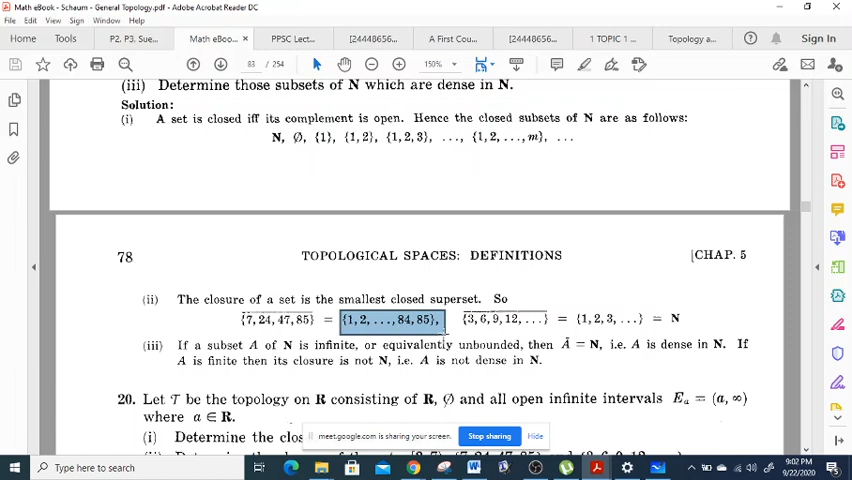 Math eBook - Schaum - General Topology.pdf - Adobe Acrobat Reader DC
File Edit View Sign Window Help
Home Tools P2. P3. Sue... Math eBoo... × PPSC Lect... [24448656... A First Cour... [24448656... 1 TOPIC 1 ... Topology a... Sign In
83 / 254 150%
(iii) Determine those subsets of N which are dense in N.
Solution:
(i) A set is closed iff its complement is open. Hence the closed subsets of N are as follows:
N, ∅, {1}, {1, 2}, {1, 2, 3}, ..., {1, 2, ..., m}, ...
78 TOPOLOGICAL SPACES: DEFINITIONS [CHAP. 5
(ii) The closure of a set is the smallest closed superset. So
{7, 24, 47, 85} = {1, 2, ..., 84, 85}, {3, 6, 9, 12, ...} = {1, 2, 3, ...} = N
(iii) If a subset A of N is infinite, or equivalently unbounded, then Ā = N, i.e. A is dense in N. If
A is finite then its closure is not N, i.e. A is not dense in N.
20. Let T be the topology on R consisting of R, ∅ and all open infinite intervals Eₐ = (a, ∞)
where a ∈ R.
(i) Determine the clos
meet.google.com is sharing your screen. Stop sharing Hide
Type here to search
9:02 PM
9/22/2020